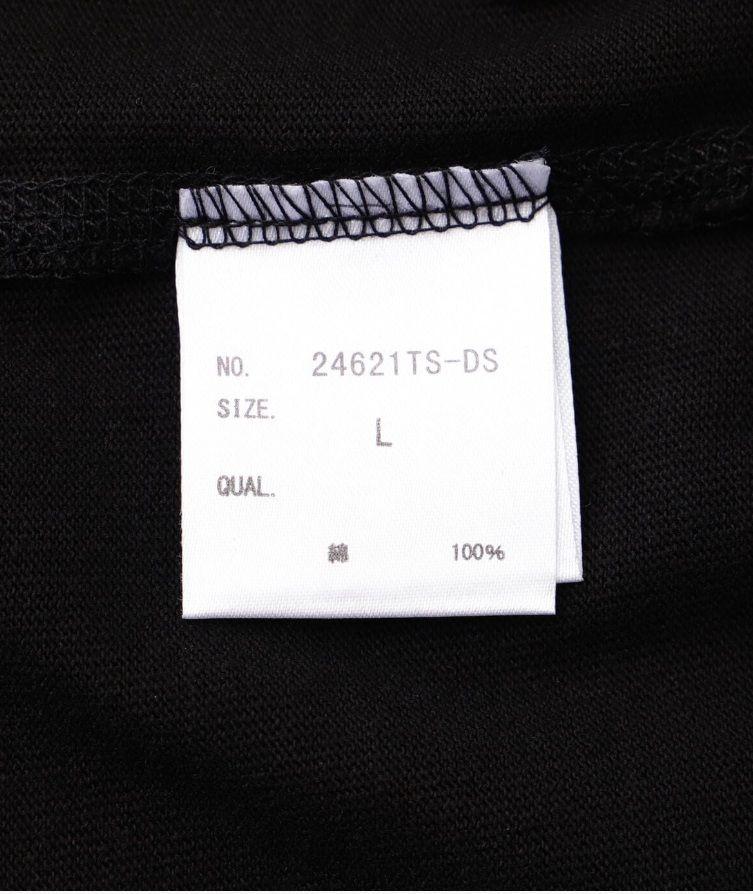 NO. 24621TS-DS
SIZE.
L
QUAL.
綿 100%